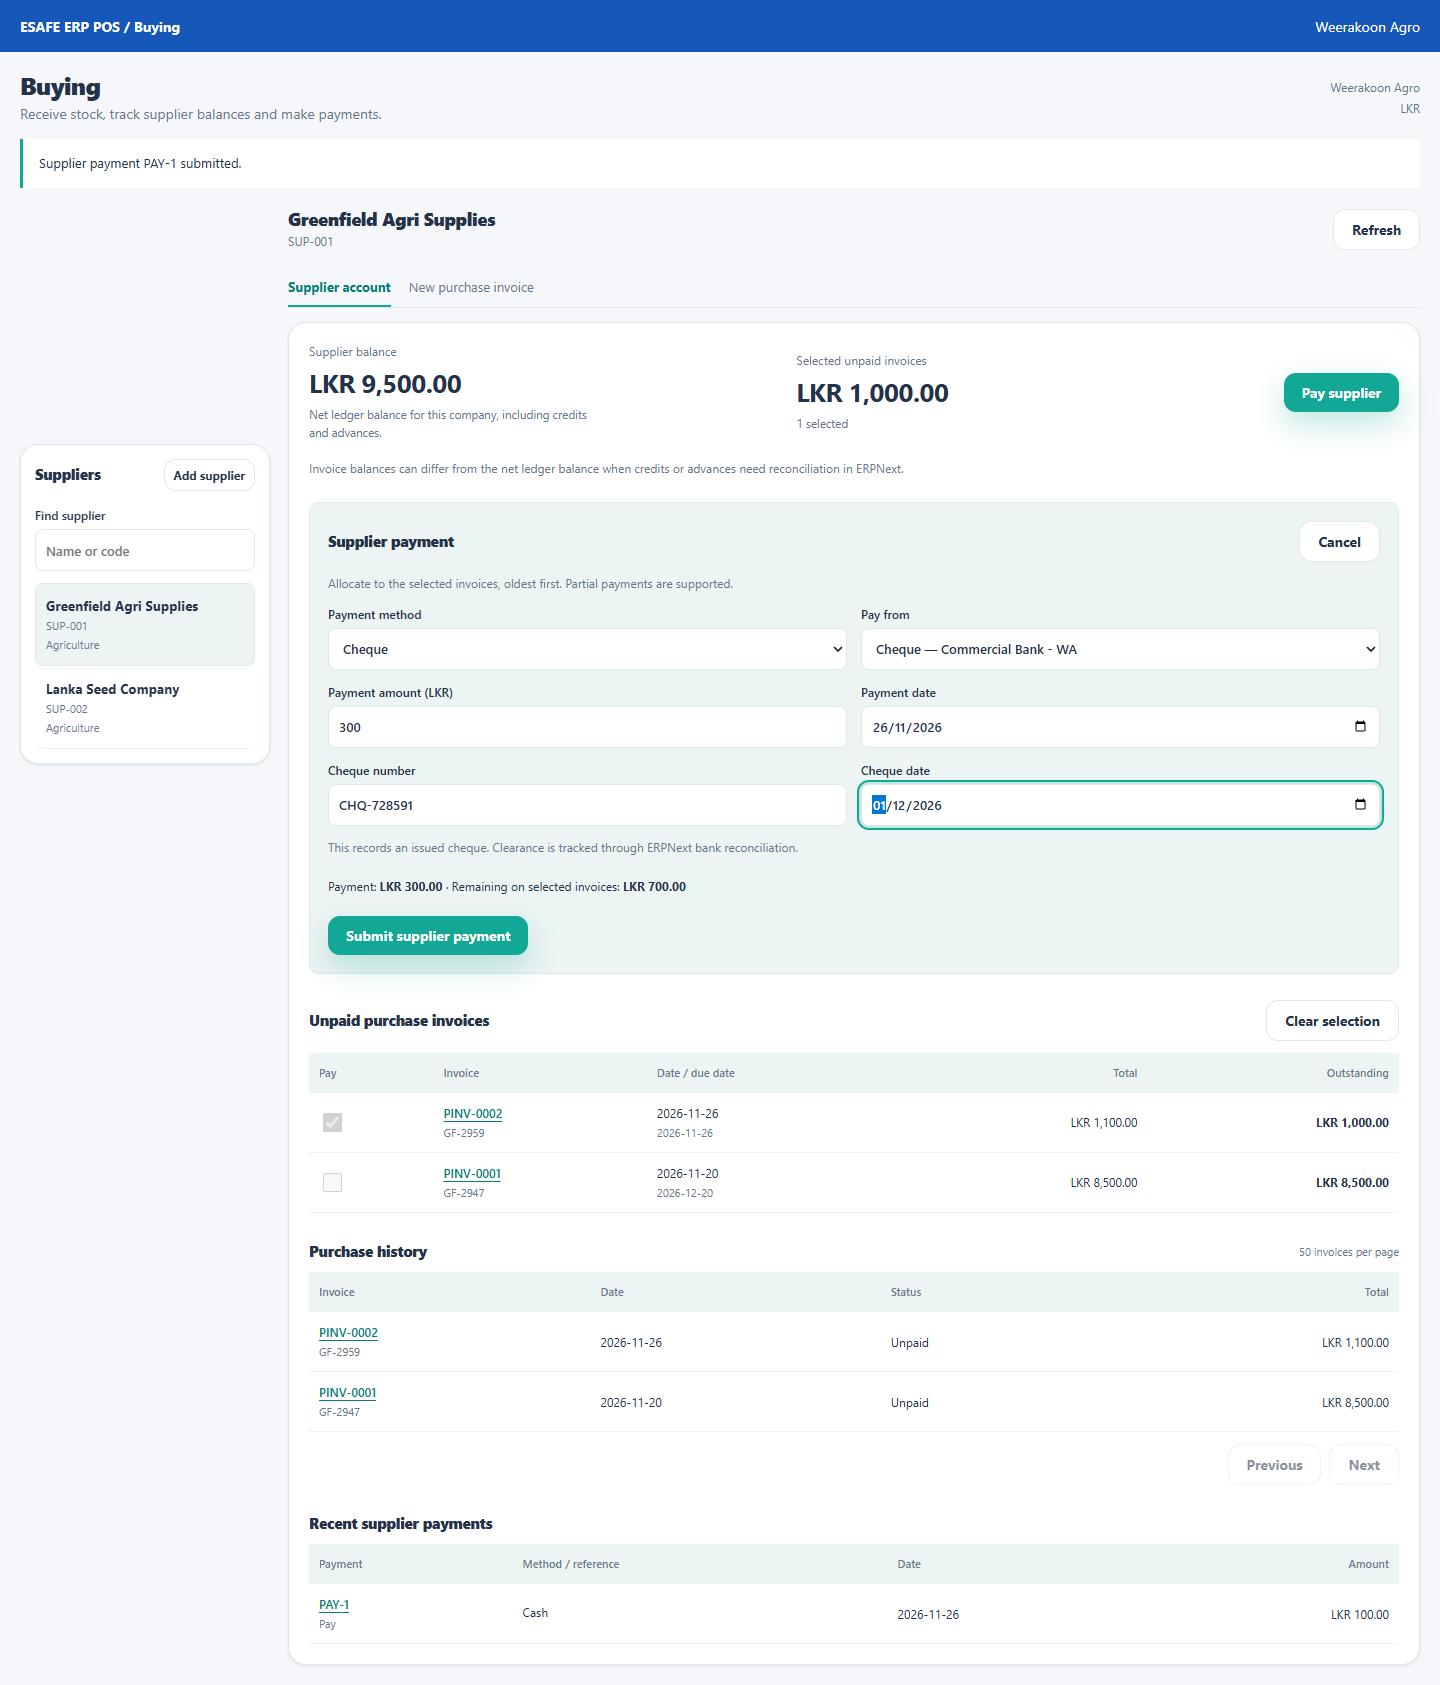 ESAFE ERP POS / Buying
Weerakoon Agro
Buying
Receive stock, track supplier balances and make payments.
Weerakoon Agro
LKR
Supplier payment PAY-1 submitted.
Suppliers
Add supplier
Find supplier
Name or code
Greenfield Agri Supplies
SUP-001
Agriculture
Lanka Seed Company
SUP-002
Agriculture
Greenfield Agri Supplies
SUP-001
Refresh
Supplier account
New purchase invoice
Supplier balance
LKR 9,500.00
Net ledger balance for this company, including credits
and advances.
Selected unpaid invoices
LKR 1,000.00
1 selected
Pay supplier
Invoice balances can differ from the net ledger balance when credits or advances need reconciliation in ERPNext.
Supplier payment
Cancel
Allocate to the selected invoices, oldest first. Partial payments are supported.
Payment method
Pay from
Cheque
Cheque — Commercial Bank - WA
Payment amount (LKR)
Payment date
300
26/11/2026
Cheque number
Cheque date
CHQ-728591
01/12/2026
This records an issued cheque. Clearance is tracked through ERPNext bank reconciliation.
Payment: LKR 300.00 · Remaining on selected invoices: LKR 700.00
Submit supplier payment
Unpaid purchase invoices
Clear selection
Pay Invoice Date / due date Total Outstanding
PINV-0002 2026-11-26 LKR 1,100.00 LKR 1,000.00
GF-2959 2026-11-26
PINV-0001 2026-11-20 LKR 8,500.00 LKR 8,500.00
GF-2947 2026-12-20
Purchase history
50 invoices per page
Invoice Date Status Total
PINV-0002 2026-11-26 Unpaid LKR 1,100.00
GF-2959
PINV-0001 2026-11-20 Unpaid LKR 8,500.00
GF-2947
Previous
Next
Recent supplier payments
Payment Method / reference Date Amount
PAY-1 Cash 2026-11-26 LKR 100.00
Pay